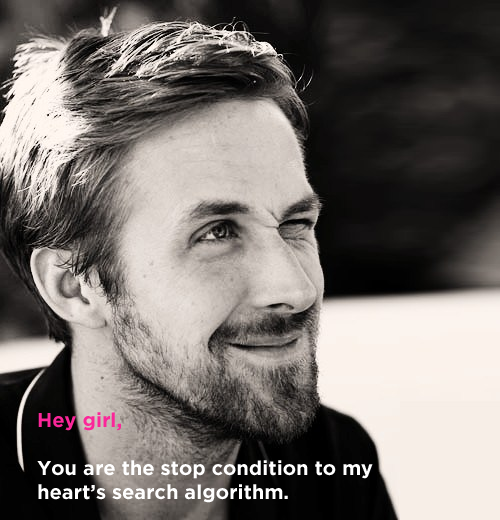 Hey girl,
You are the stop condition to my
heart’s search algorithm.